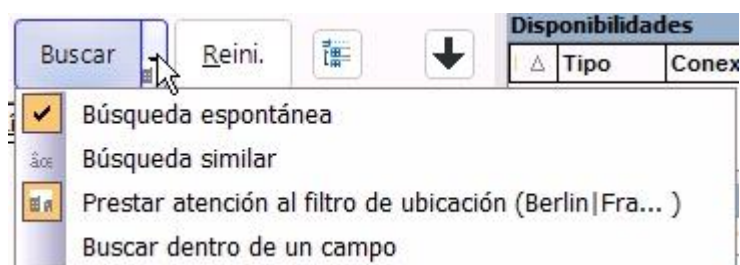 Disponibilidades
Buscar
Reini.
Tipo
Conex
Búsqueda espontánea
Búsqueda similar
Prestar atención al filtro de ubicación (Berlin|Fra... )
Buscar dentro de un campo